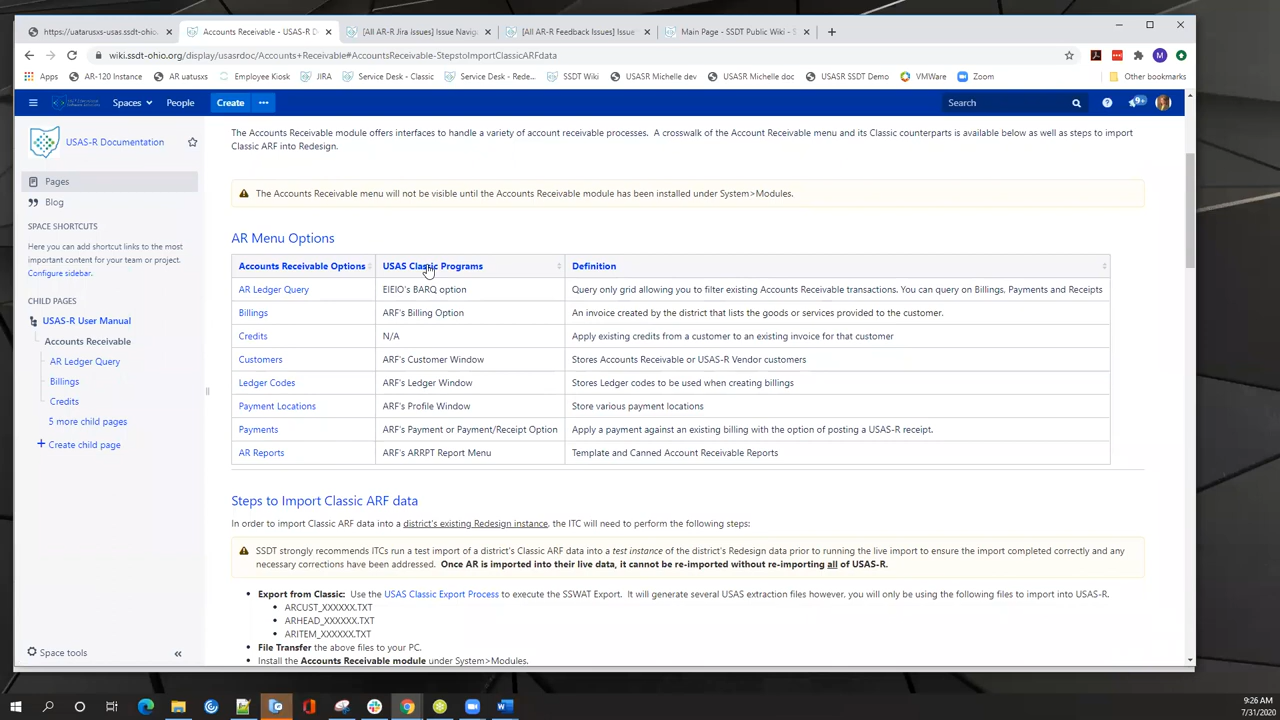 https://uatarusxs-usas.ssdt-ohio.
Accounts Receivable - USAS-R D
[All AR-R Jira issues] Issue Navig
[All AR-R Feedback Issues] Issue
Main Page - SSDT Public Wiki - S
wiki.ssdt-ohio.org/display/usasrdoc/Accounts+Receivable#AccountsReceivable-StepstoImportClassicARFdata
M
Apps
AR-120 Instance
AR uatusxs
Employee Kiosk
JIRA
Service Desk - Classic
Service Desk - Rede...
SSDT Wiki
USASR Michelle dev
USASR Michelle doc
USASR SSDT Demo
VMWare
Zoom
Other bookmarks
Spaces
People
Create
Search
9+
USAS-R Documentation
Pages
Blog
SPACE SHORTCUTS
Here you can add shortcut links to the most
important content for your team or project.
Configure sidebar.
CHILD PAGES
USAS-R User Manual
Accounts Receivable
AR Ledger Query
Billings
Credits
5 more child pages
+ Create child page
Space tools
The Accounts Receivable module offers interfaces to handle a variety of account receivable processes. A crosswalk of the Account Receivable menu and its Classic counterparts is available below as well as steps to import
Classic ARF into Redesign.
The Accounts Receivable menu will not be visible until the Accounts Receivable module has been installed under System>Modules.
AR Menu Options
Accounts Receivable Options USAS Classic Programs Definition
AR Ledger Query EIEIO's BARQ option Query only grid allowing you to filter existing Accounts Receivable transactions. You can query on Billings, Payments and Receipts
Billings ARF's Billing Option An invoice created by the district that lists the goods or services provided to the customer.
Credits N/A Apply existing credits from a customer to an existing invoice for that customer
Customers ARF's Customer Window Stores Accounts Receivable or USAS-R Vendor customers
Ledger Codes ARF's Ledger Window Stores Ledger codes to be used when creating billings
Payment Locations ARF's Profile Window Store various payment locations
Payments ARF's Payment or Payment/Receipt Option Apply a payment against an existing billing with the option of posting a USAS-R receipt.
AR Reports ARF's ARRPT Report Menu Template and Canned Account Receivable Reports
Steps to Import Classic ARF data
In order to import Classic ARF data into a district's existing Redesign instance, the ITC will need to perform the following steps:
SSDT strongly recommends ITCs run a test import of a district's Classic ARF data into a test instance of the district's Redesign data prior to running the live import to ensure the import completed correctly and any
necessary corrections have been addressed. Once AR is imported into their live data, it cannot be re-imported without re-importing all of USAS-R.
• Export from Classic: Use the USAS Classic Export Process to execute the SSWAT Export. It will generate several USAS extraction files however, you will only be using the following files to import into USAS-R.
• ARCUST_XXXXXX.TXT
• ARHEAD_XXXXXX.TXT
• ARITEM_XXXXXX.TXT
• File Transfer the above files to your PC.
• Install the Accounts Receivable module under System>Modules.
9:26 AM
7/31/2020